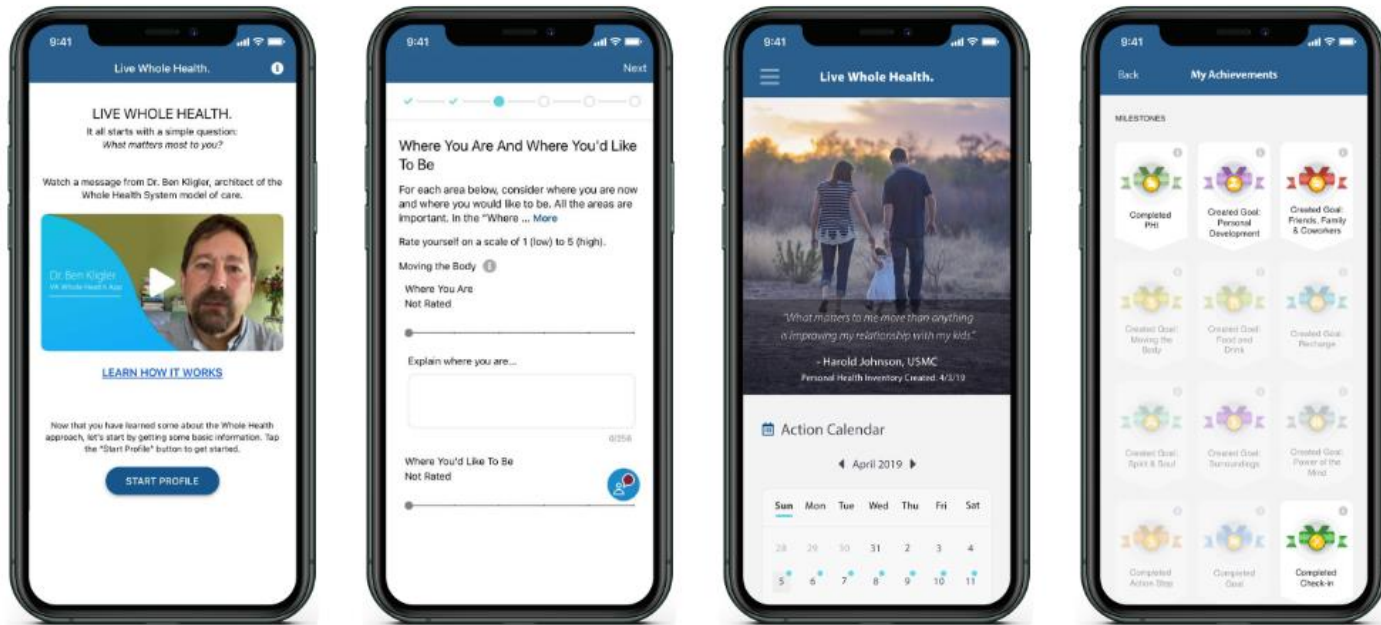 9:41
Live Whole Health.
LIVE WHOLE HEALTH.
It all starts with a simple question:
What matters most to you?
Watch a message from Dr. Ben Kligler, architect of the
Whole Health System model of care.
Dr. Ben Kligler
VA Whole Health App
LEARN HOW IT WORKS
Now that you have learned some about the Whole Health
approach, let's start by getting some basic information. Tap
the "Start Profile" button to get started.
START PROFILE
9:41
Next
Where You Are And Where You'd Like
To Be
For each area below, consider where you are now
and where you would like to be. All the areas are
important. In the "Where ... More
Rate yourself on a scale of 1 (low) to 5 (high).
Moving the Body
Where You Are
Not Rated
Explain where you are...
0/256
Where You'd Like To Be
Not Rated
9:41
Live Whole Health.
"What matters to me more than anything
is improving my relationship with my kids."
- Harold Johnson, USMC
Personal Health Inventory Created: 4/3/19
Action Calendar
April 2019
Sun Mon Tue Wed Thu Fri Sat
28 29 30 31 2 3 4
5 6 7 8 9 10 11
9:41
Back My Achievements
MILESTONES
Completed
PHI
Created Goal:
Personal
Development
Created Goal:
Friends, Family
& Coworkers
Created Goal:
Moving the
Body
Created Goal:
Food and
Drink
Created Goal:
Recharge
Created Goal:
Spirit & Soul
Created Goal:
Surroundings
Created Goal:
Power of the
Mind
Completed
Action Step
Completed
Goal
Completed
Check-in